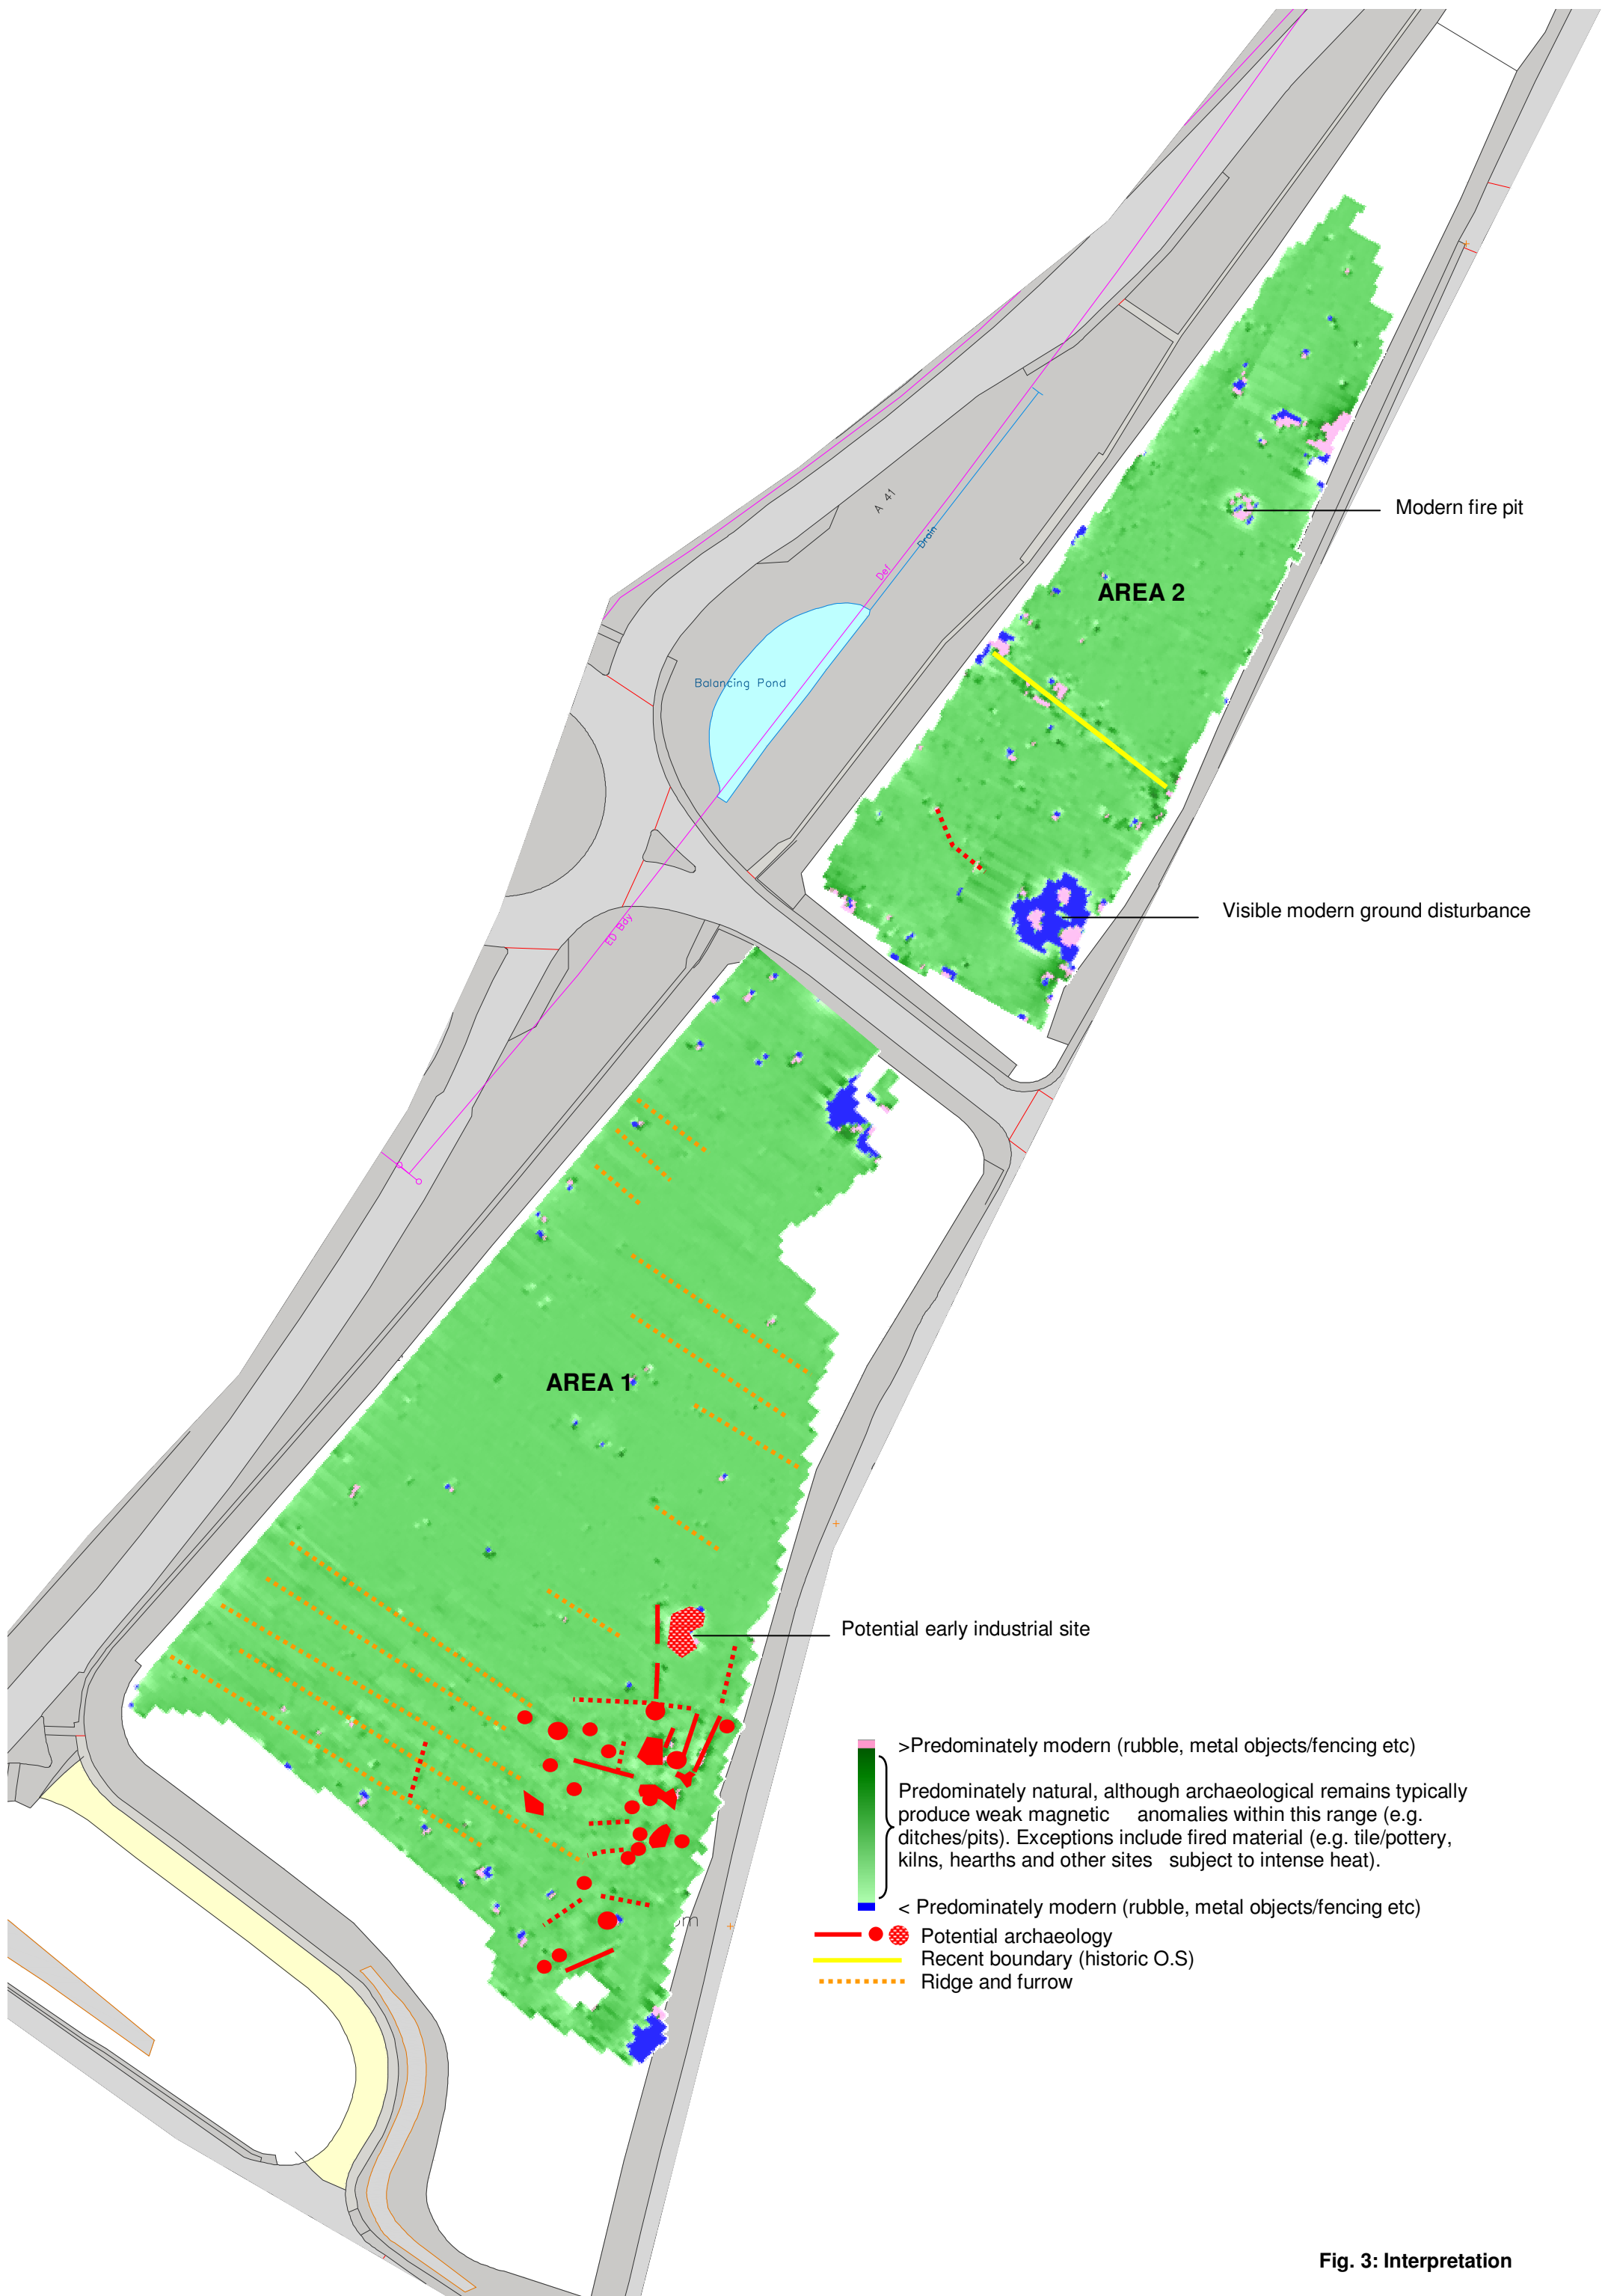 A 41
Drain
Def
Modern fire pit
AREA 2
Balancing Pond
Visible modern ground disturbance
ED Bdy
AREA 1
Potential early industrial site
>Predominately modern (rubble, metal objects/fencing etc)
Predominately natural, although archaeological remains typically
produce weak magnetic anomalies within this range (e.g.
ditches/pits). Exceptions include fired material (e.g. tile/pottery,
kilns, hearths and other sites subject to intense heat).
< Predominately modern (rubble, metal objects/fencing etc)
Potential archaeology
Recent boundary (historic O.S)
Ridge and furrow
Fig. 3: Interpretation